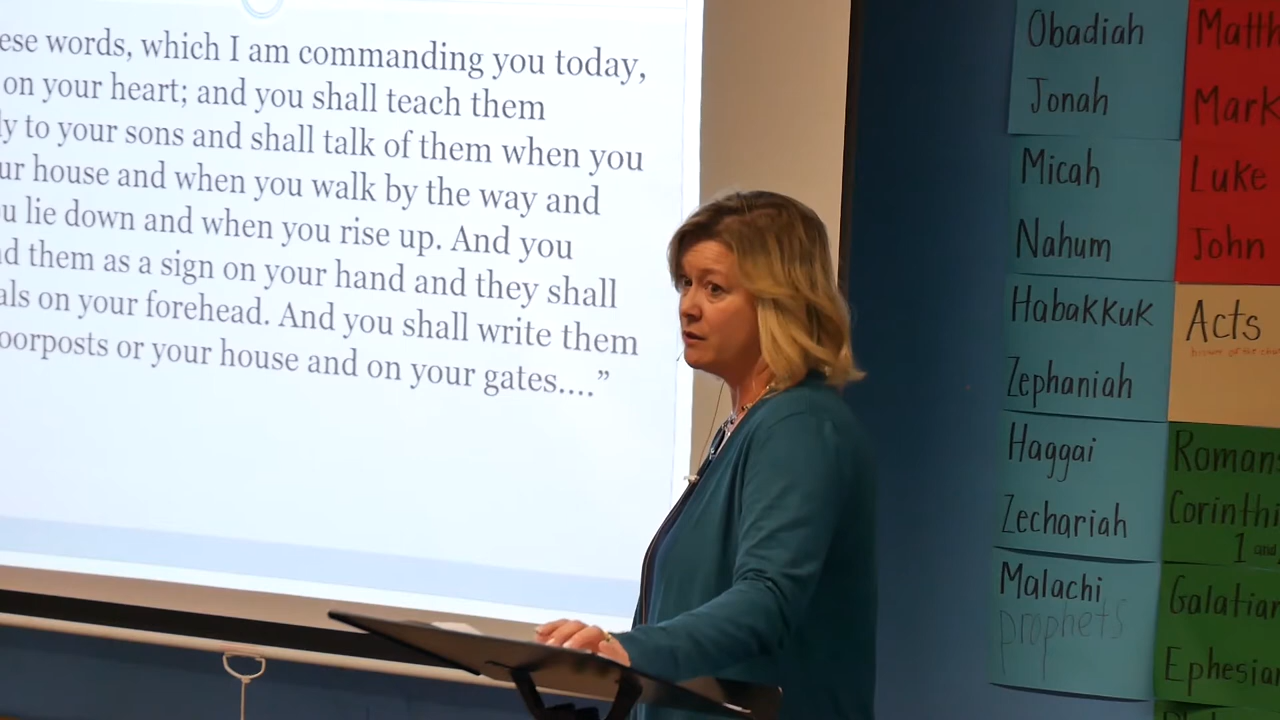 ese words, which I am commanding you today,
on your heart; and you shall teach them
ly to your sons and shall talk of them when you
ur house and when you walk by the way and
u lie down and when you rise up. And you
d them as a sign on your hand and they shall
als on your forehead. And you shall write them
oorposts or your house and on your gates....”
Obadiah
Jonah
Micah
Nahum
Habakkuk
Zephaniah
Haggai
Zechariah
Malachi
prophets
Matth
Mark
Luke
John
Acts
Romans
Corinthi
1 and
Galatian
Ephesia